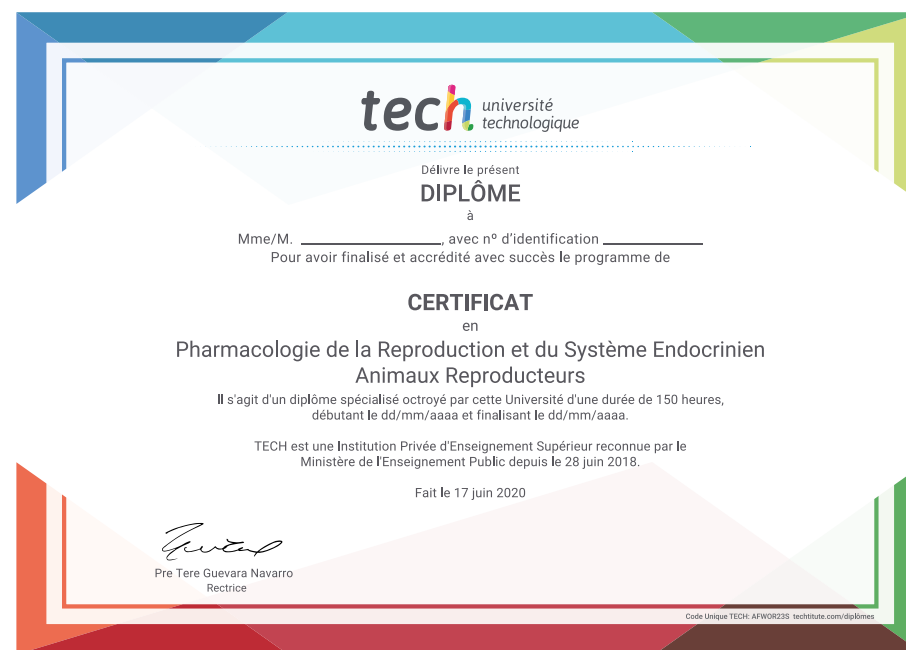 tech université
technologique
Délivre le présent
DIPLÔME
à
Mme/M. ____________________, avec nº d'identification ______________
Pour avoir finalisé et accrédité avec succès le programme de
CERTIFICAT
en
Pharmacologie de la Reproduction et du Système Endocrinien
Animaux Reproducteurs
Il s'agit d'un diplôme spécialisé octroyé par cette Université d'une durée de 150 heures,
débutant le dd/mm/aaaa et finalisant le dd/mm/aaaa.
TECH est une Institution Privée d'Enseignement Supérieur reconnue par le
Ministère de l'Enseignement Public depuis le 28 juin 2018.
Fait le 17 juin 2020
Pre Tere Guevara Navarro
Rectrice
Code Unique TECH: AFWOR23S techtitute.com/diplômes